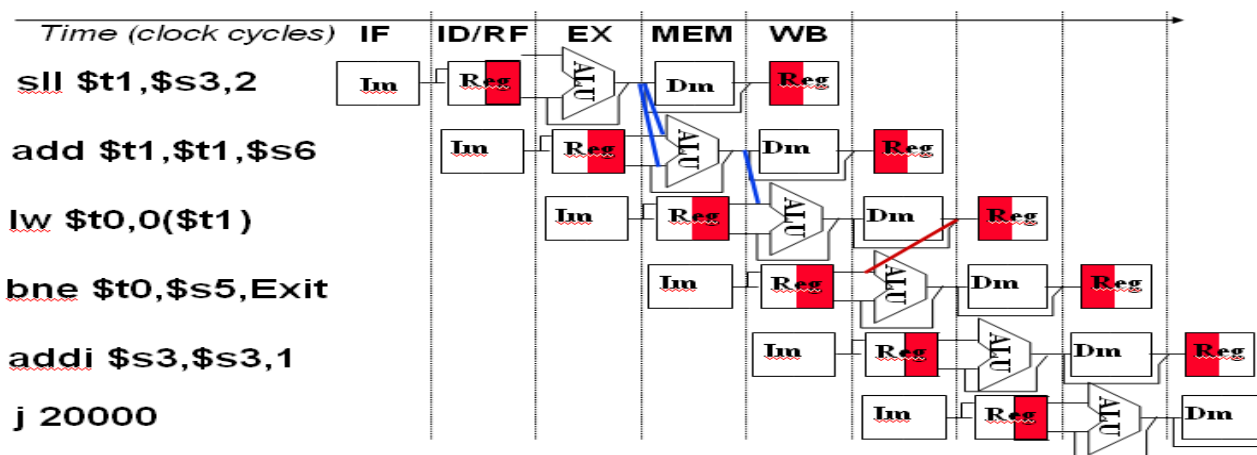 Time (clock cycles) IF ID/RF EX MEM WB
sll $t1,$s3,2 Im Reg ALU Dm Reg
add $t1,$t1,$s6 Im Reg ALU Dm Reg
lw $t0,0($t1) Im Reg ALU Dm Reg
bne $t0,$s5,Exit Im Reg ALU Dm Reg
addi $s3,$s3,1 Im Reg ALU Dm Reg
j 20000 Im Reg ALU Dm